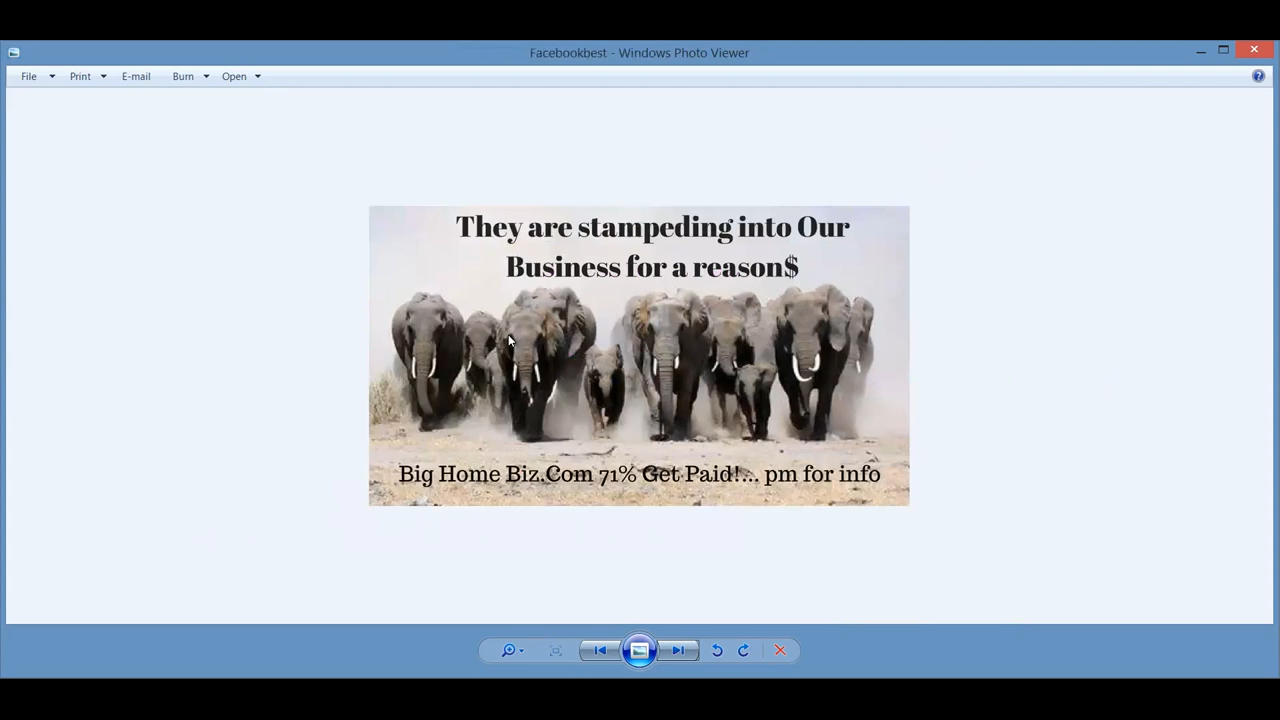 Facebookbest - Windows Photo Viewer
File Print E-mail Burn Open
They are stampeding into Our
Business for a reason$
Big Home Biz.Com 71% Get Paid!... pm for info